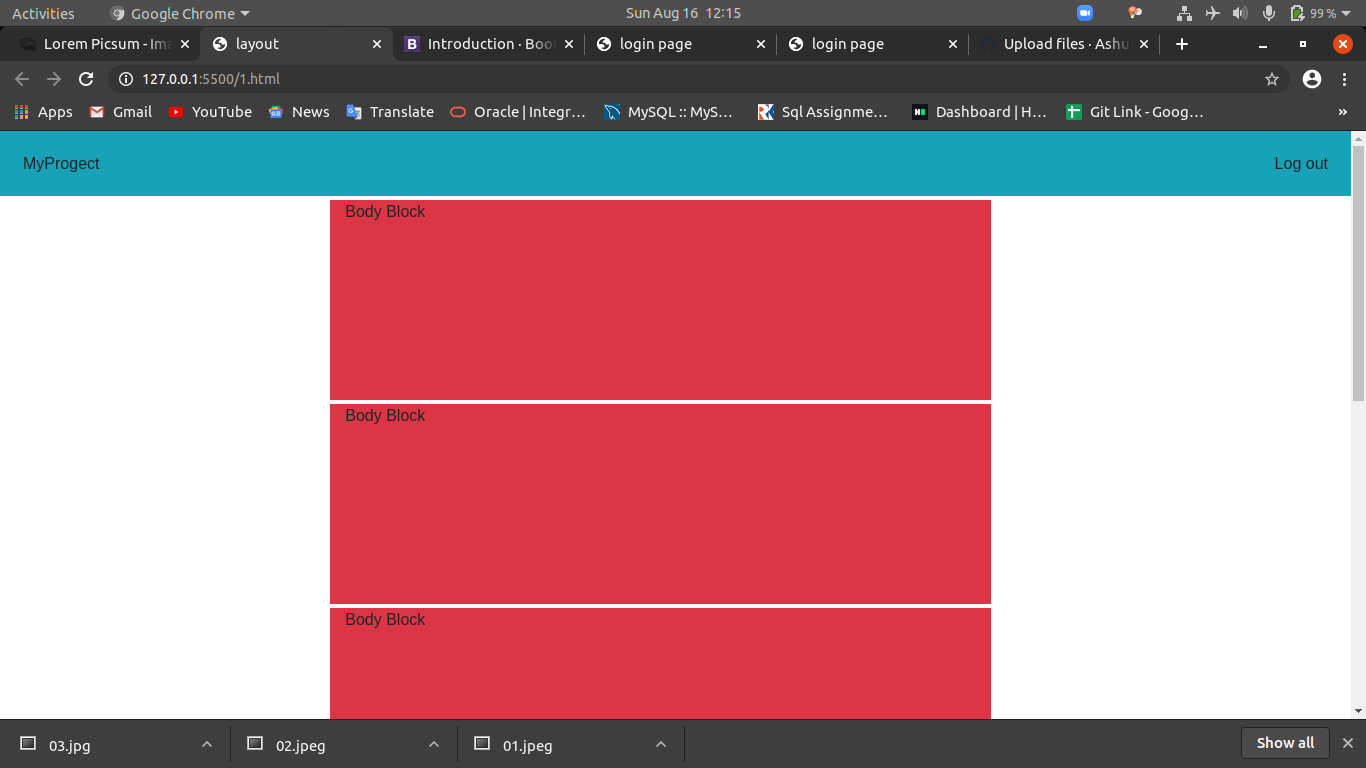 Activities Google Chrome Sun Aug 16 12:15 99 %
Lorem Picsum - Ima layout B Introduction · Boo login page login page Upload files · Ashu
127.0.0.1:5500/1.html
Apps Gmail YouTube News Translate Oracle | Integr... MySQL :: MyS... Sql Assignme... Dashboard | H... Git Link - Goog... »
MyProgect Log out
Body Block
Body Block
Body Block
03.jpg 02.jpeg 01.jpeg Show all